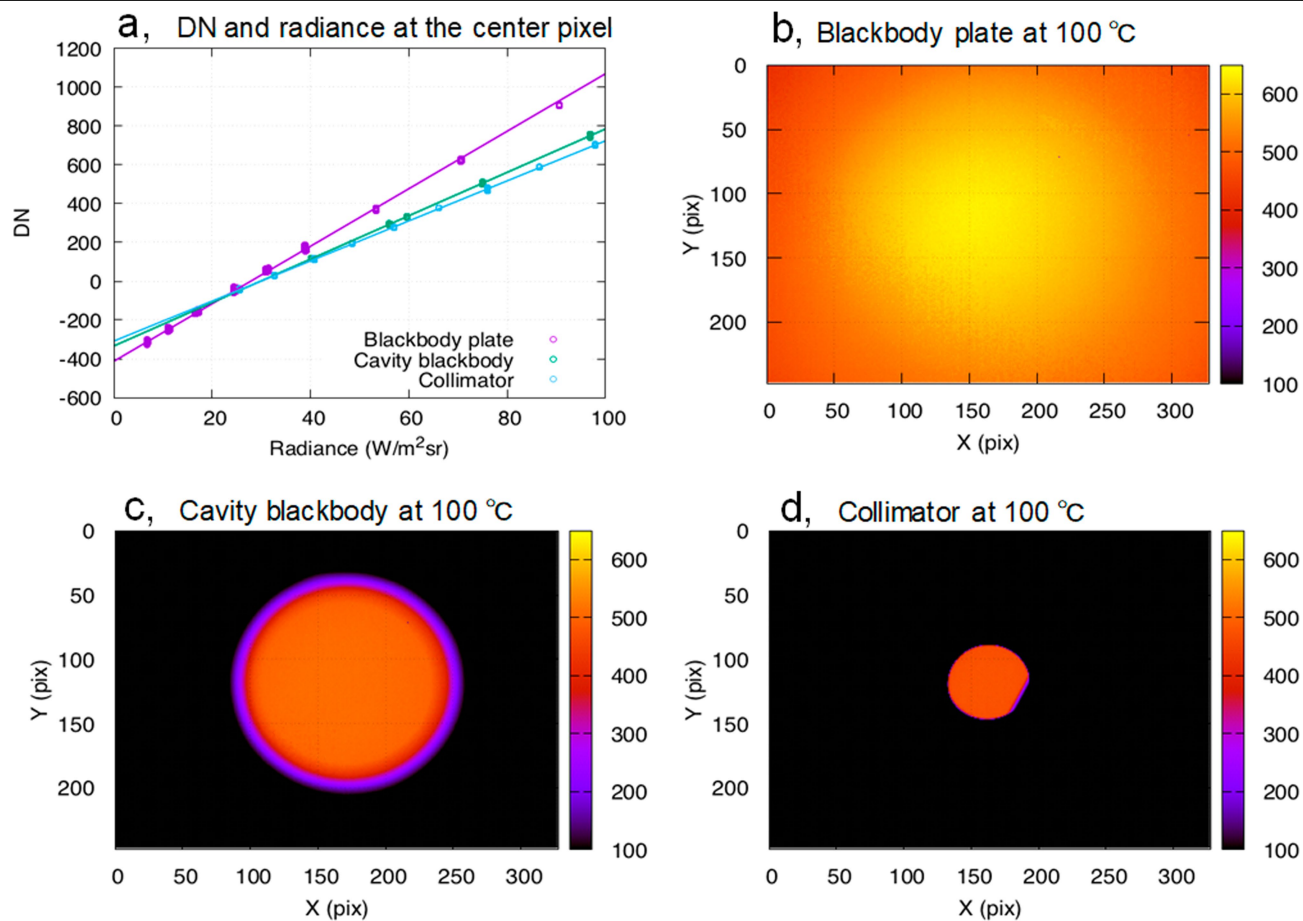 a, DN and radiance at the center pixel
1200
1000
800
600
400
200
0
-200
-400
-600
DN
Blackbody plate
Cavity blackbody
Collimator
0 20 40 60 80 100
Radiance (W/m²sr)
b, Blackbody plate at 100 °C
0
50
100
150
200
Y (pix)
0 50 100 150 200 250 300
X (pix)
600
500
400
300
200
100
c, Cavity blackbody at 100 °C
0
50
100
150
200
Y (pix)
0 50 100 150 200 250 300
X (pix)
600
500
400
300
200
100
d, Collimator at 100 °C
0
50
100
150
200
Y (pix)
0 50 100 150 200 250 300
X (pix)
600
500
400
300
200
100